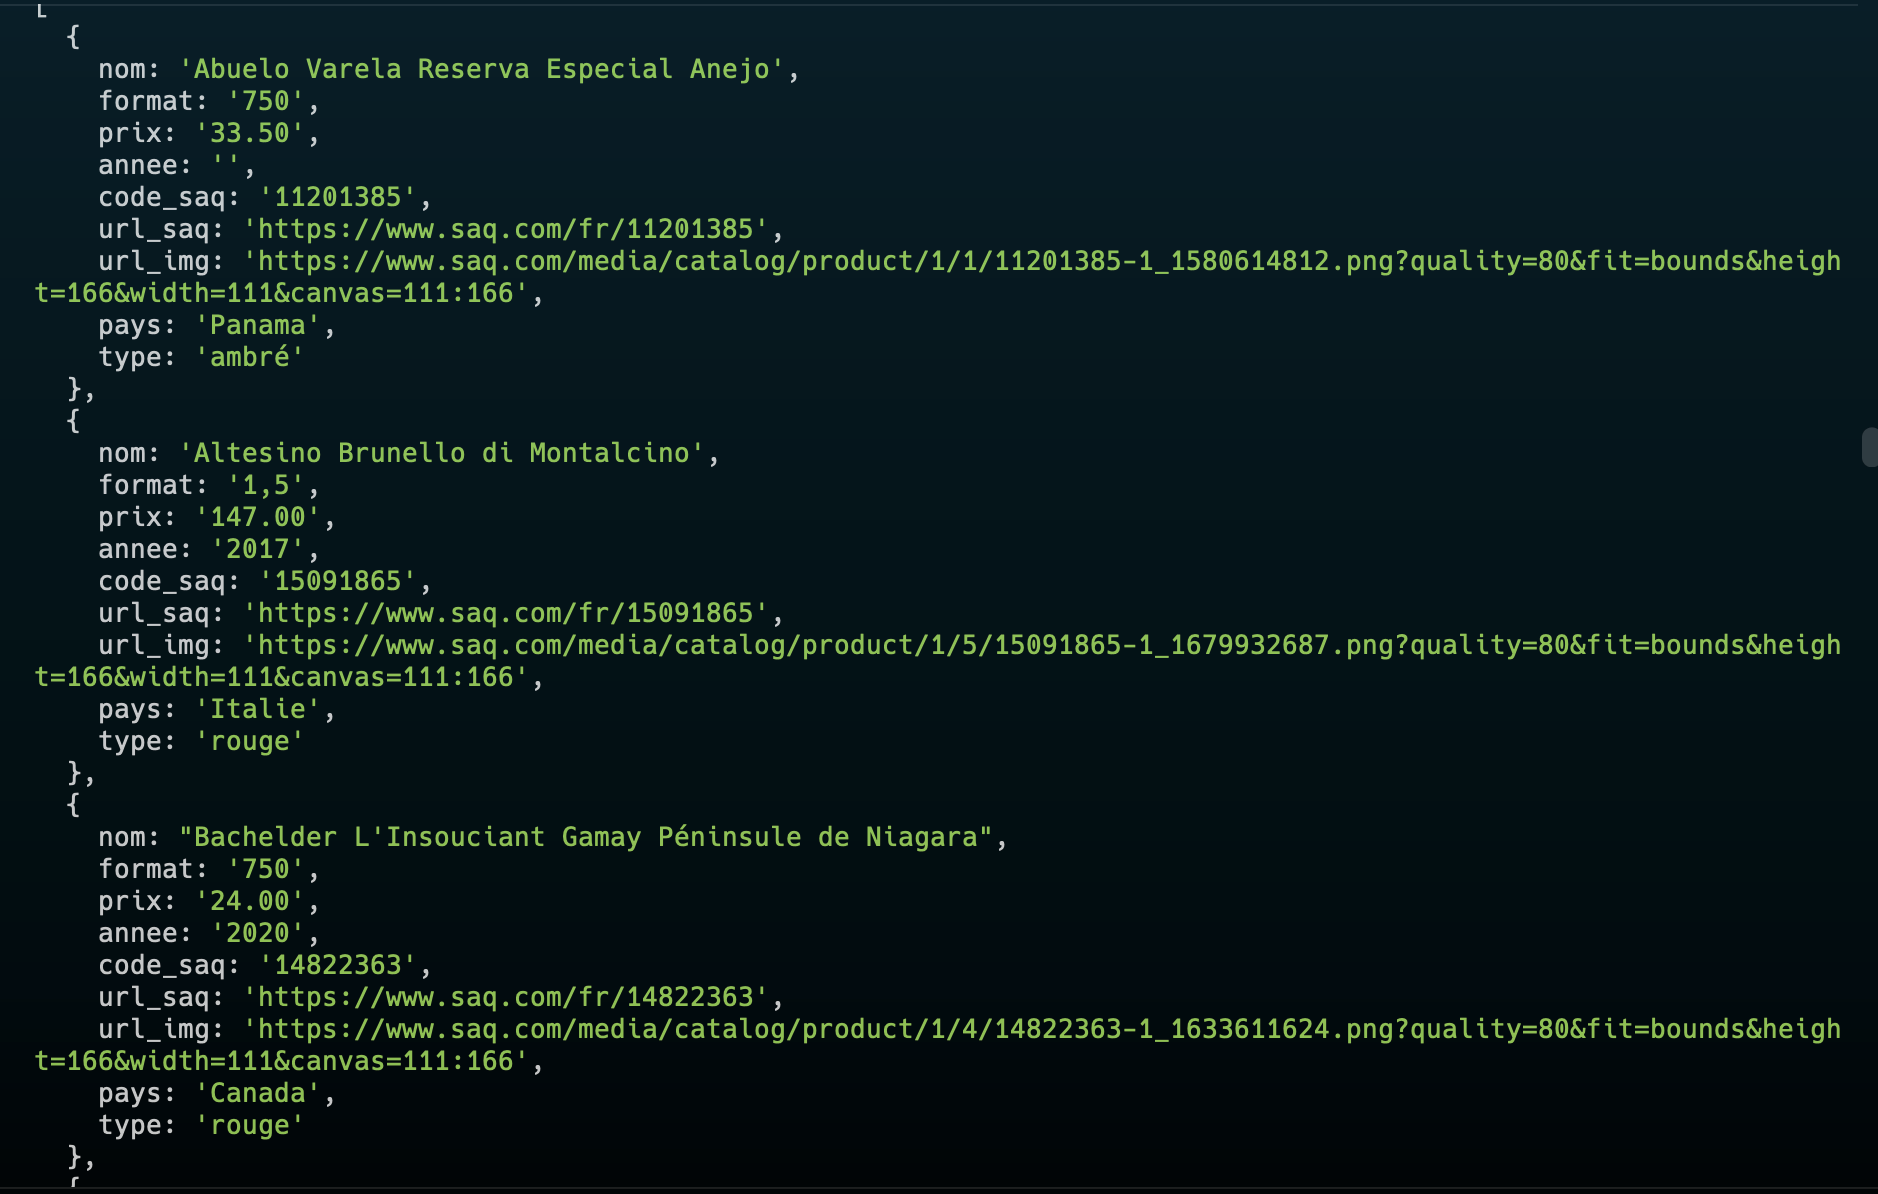 [
{
nom: 'Abuelo Varela Reserva Especial Anejo',
format: '750',
prix: '33.50',
annee: '',
code_saq: '11201385',
url_saq: 'https://www.saq.com/fr/11201385',
url_img: 'https://www.saq.com/media/catalog/product/1/1/11201385-1_1580614812.png?quality=80&fit=bounds&heigh
t=166&width=111&canvas=111:166',
pays: 'Panama',
type: 'ambré'
},
{
nom: 'Altesino Brunello di Montalcino',
format: '1,5',
prix: '147.00',
annee: '2017',
code_saq: '15091865',
url_saq: 'https://www.saq.com/fr/15091865',
url_img: 'https://www.saq.com/media/catalog/product/1/5/15091865-1_1679932687.png?quality=80&fit=bounds&heigh
t=166&width=111&canvas=111:166',
pays: 'Italie',
type: 'rouge'
},
{
nom: "Bachelder L'Insouciant Gamay Péninsule de Niagara",
format: '750',
prix: '24.00',
annee: '2020',
code_saq: '14822363',
url_saq: 'https://www.saq.com/fr/14822363',
url_img: 'https://www.saq.com/media/catalog/product/1/4/14822363-1_1633611624.png?quality=80&fit=bounds&heigh
t=166&width=111&canvas=111:166',
pays: 'Canada',
type: 'rouge'
},
{